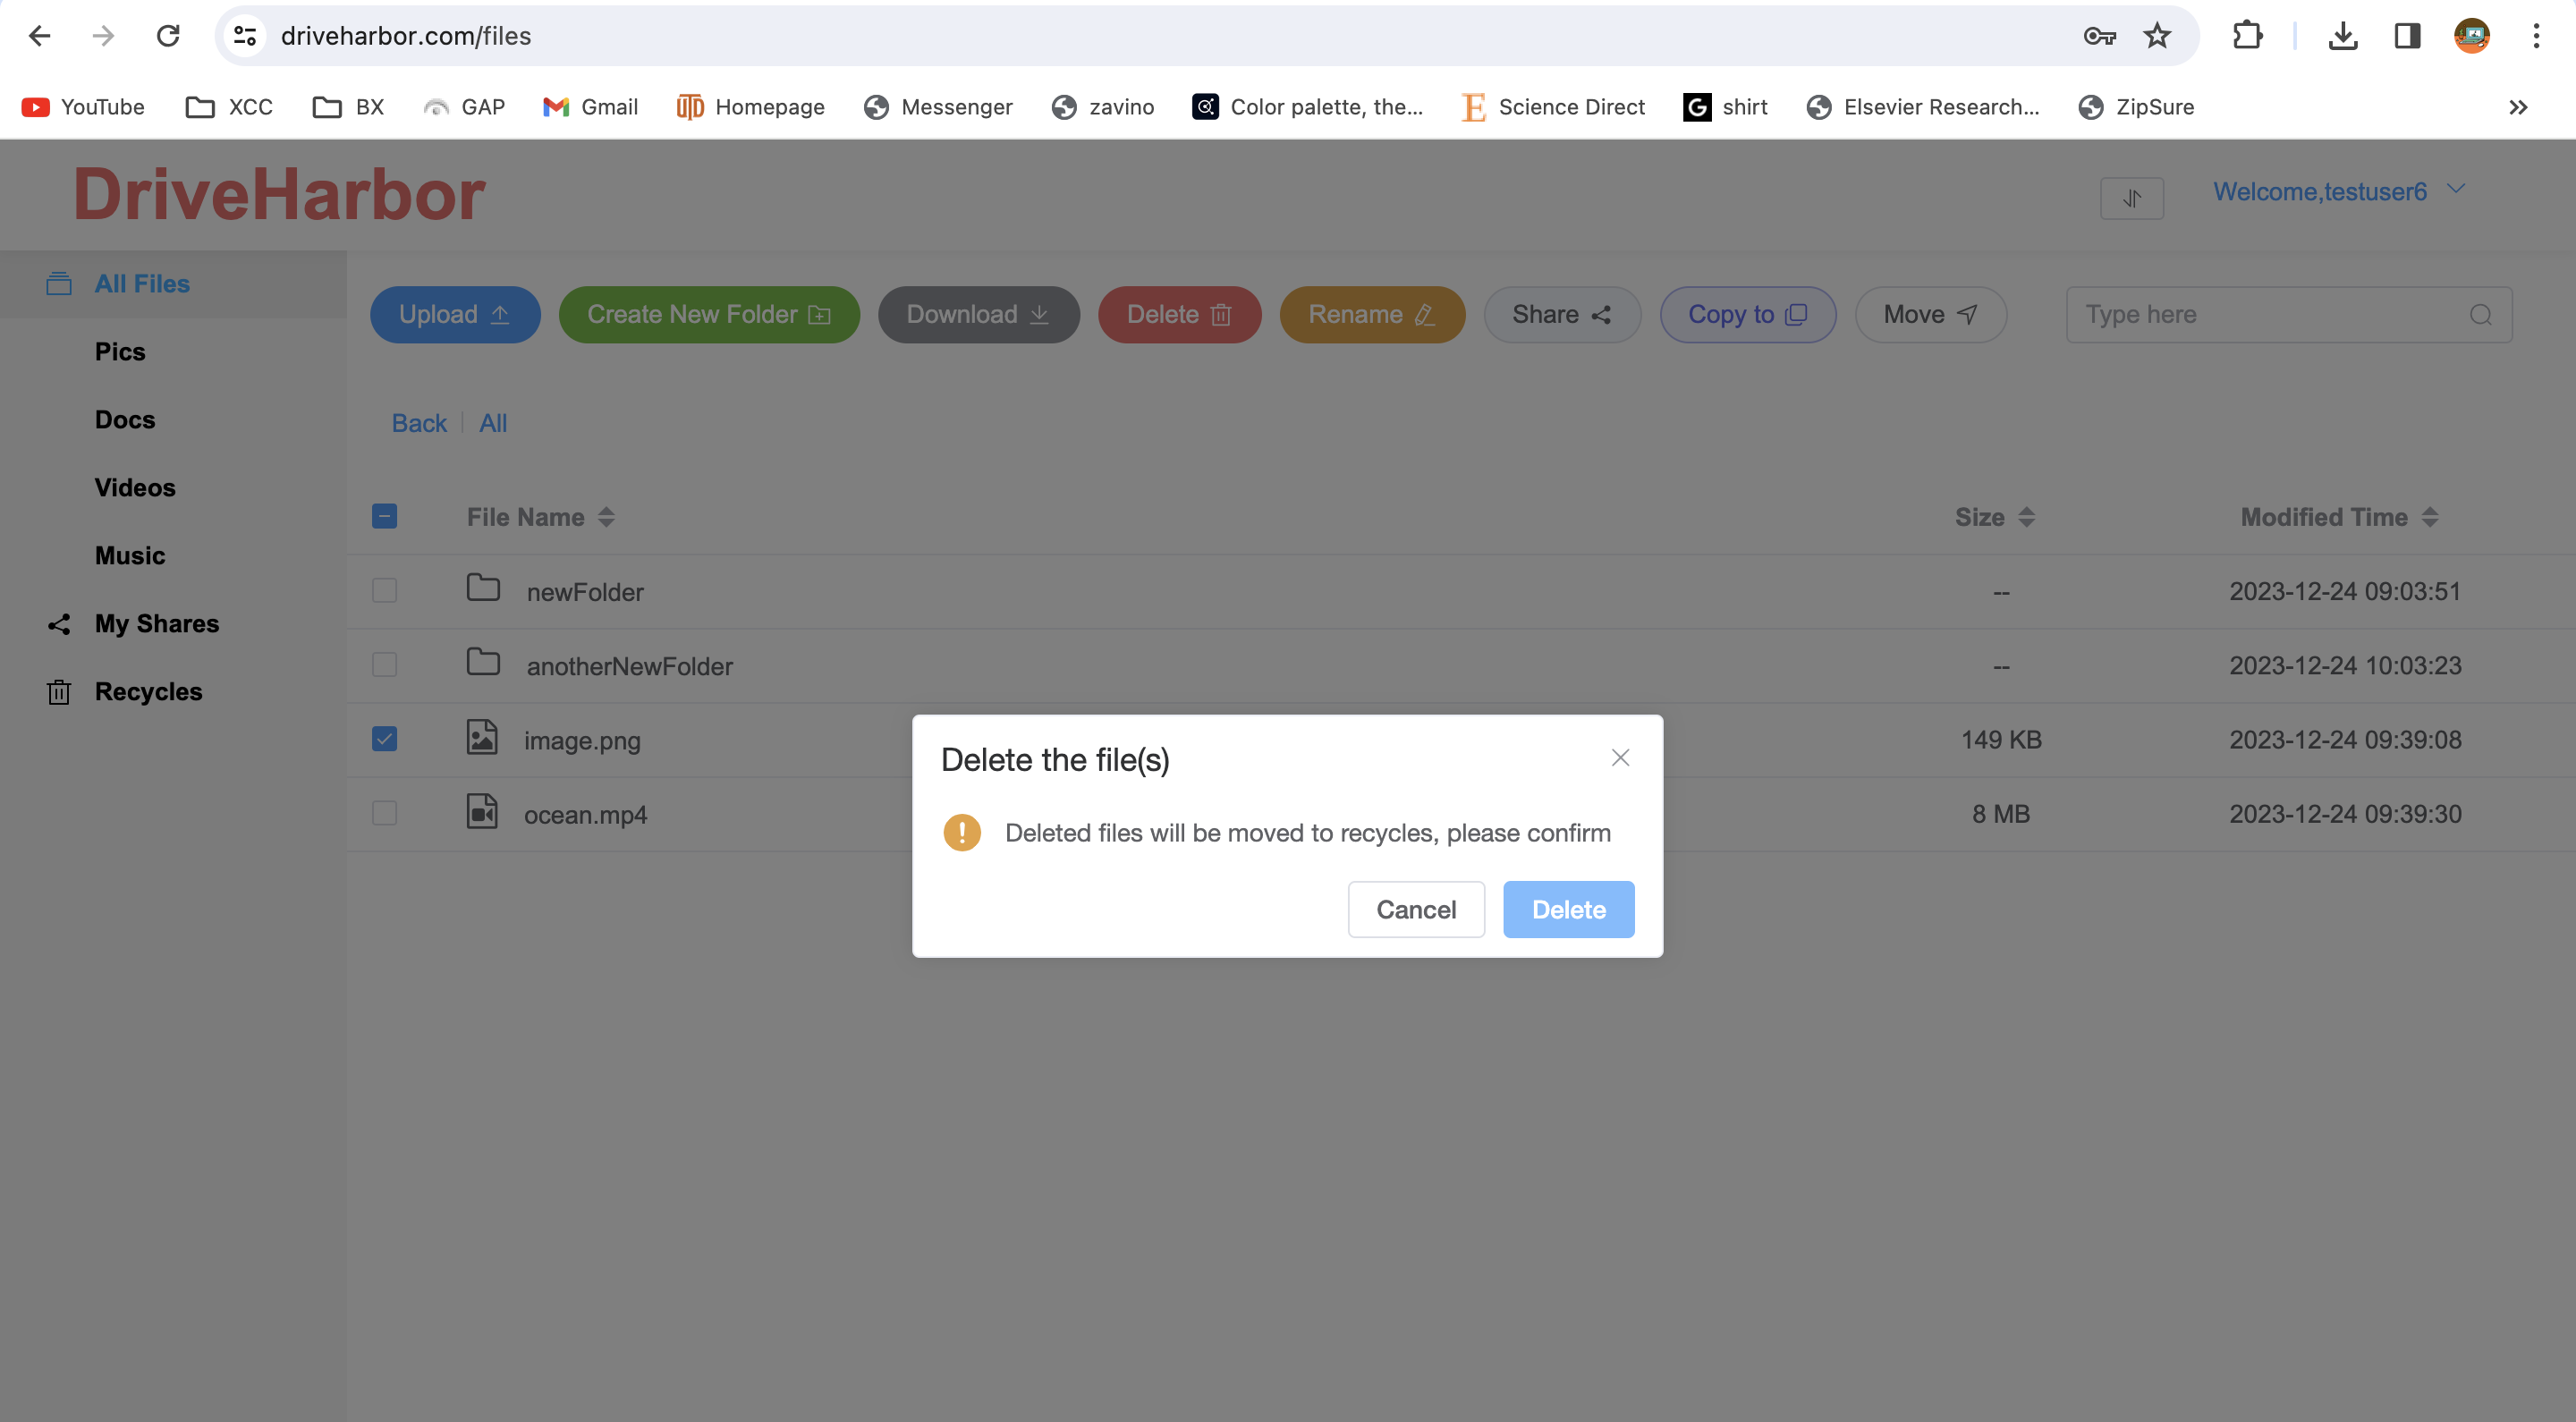 driveharbor.com/files
YouTube XCC BX GAP Gmail Homepage Messenger zavino Color palette, the... Science Direct shirt Elsevier Research... ZipSure
DriveHarbor
Welcome,testuser6
All Files
Pics
Docs
Videos
Music
My Shares
Recycles
Upload Create New Folder Download Delete Rename Share Copy to Move Type here
Back All
File Name Size Modified Time
newFolder -- 2023-12-24 09:03:51
anotherNewFolder -- 2023-12-24 10:03:23
image.png 149 KB 2023-12-24 09:39:08
ocean.mp4 8 MB 2023-12-24 09:39:30
Delete the file(s)
Deleted files will be moved to recycles, please confirm
Cancel Delete